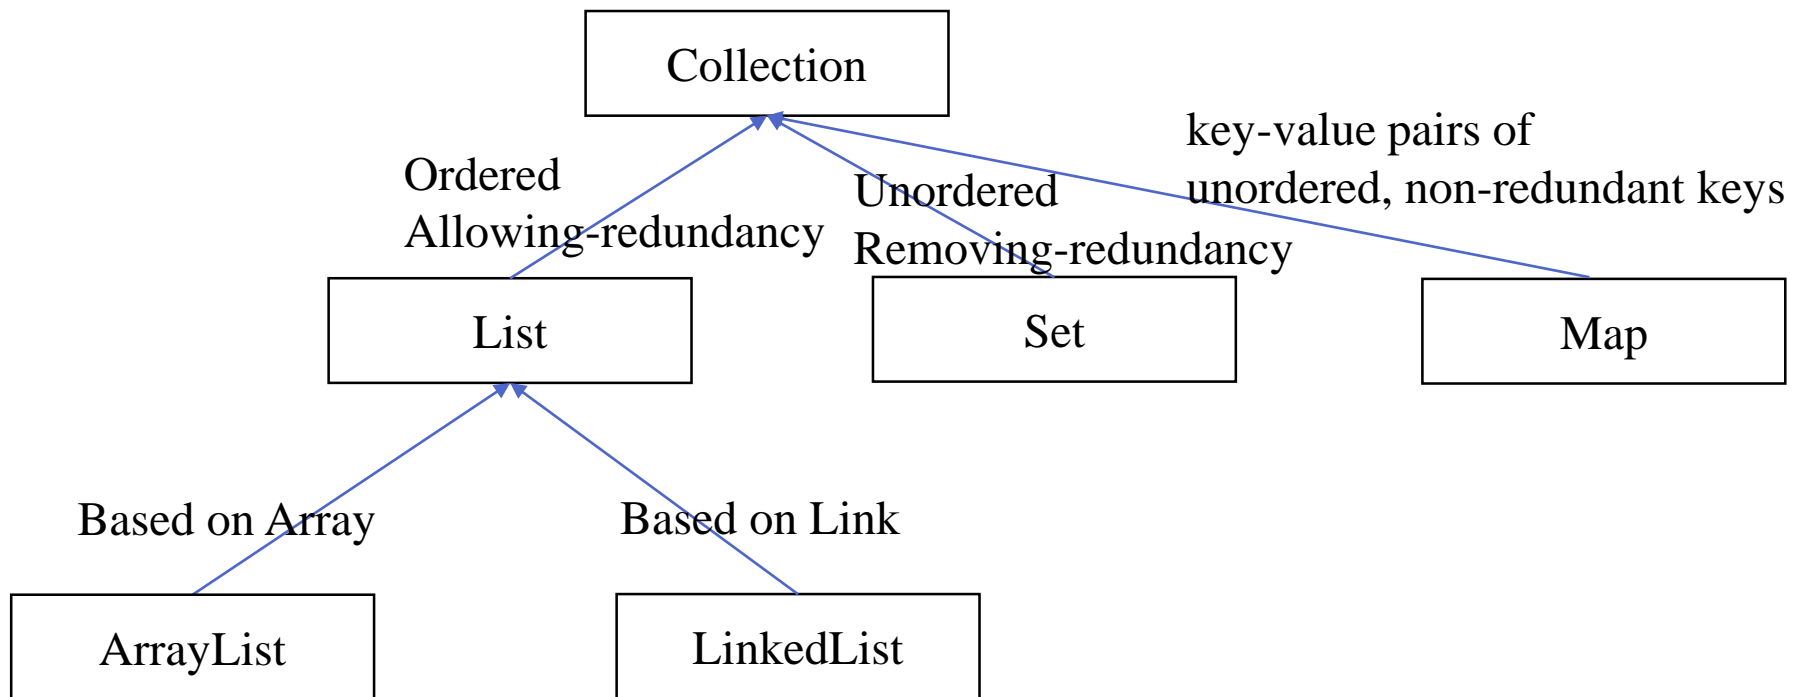 Collection
key-value pairs of
unordered, non-redundant keys
Ordered
Allowing-redundancy
Unordered
Removing-redundancy
List
Set
Map
Based on Array
Based on Link
ArrayList
LinkedList